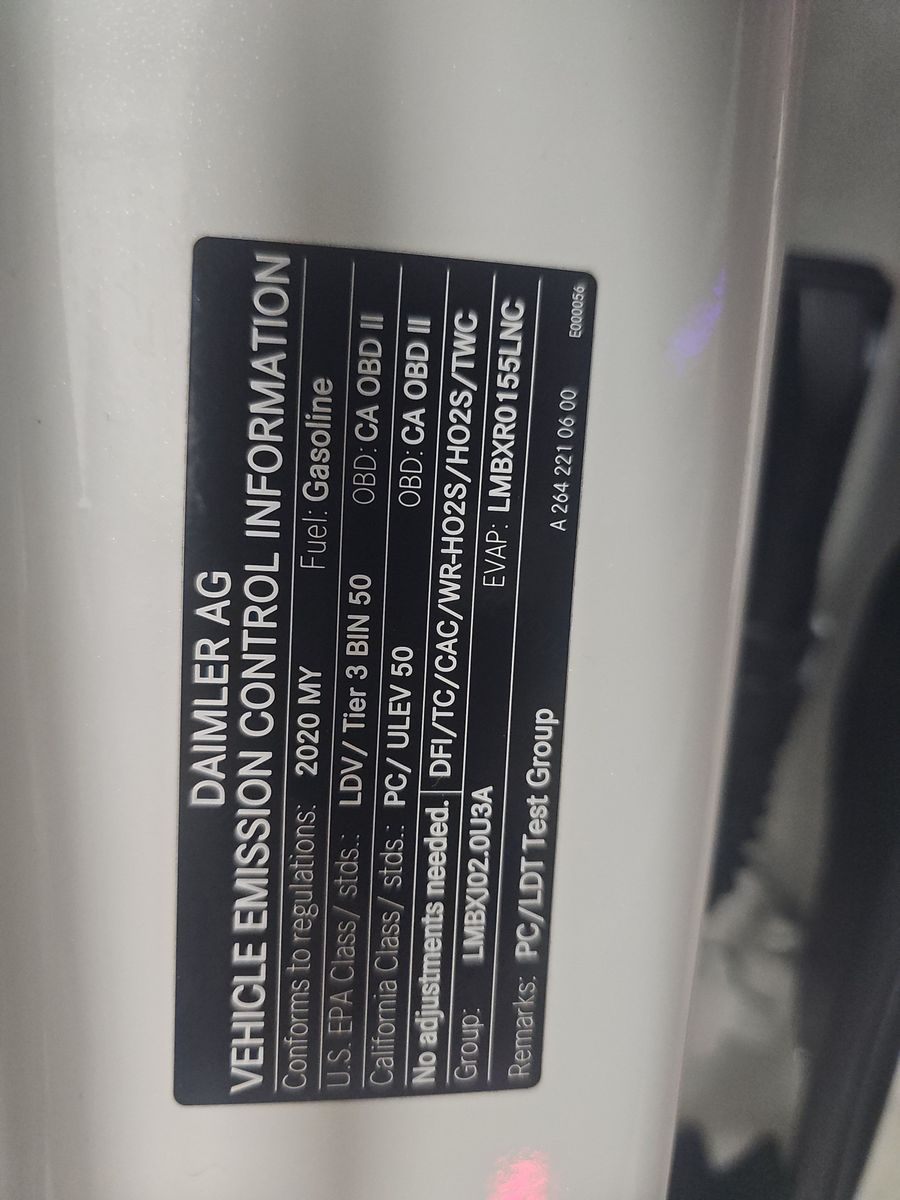 DAIMLER AG
VEHICLE EMISSION CONTROL INFORMATION
Conforms to regulations: 2020 MY Fuel: Gasoline
U.S. EPA Class/ stds.: LDV/ Tier 3 BIN 50 OBD: CA OBD II
California Class/ stds.: PC/ ULEV 50 OBD: CA OBD II
No adjustments needed. DFI/TC/CAC/WR-HO2S/HO2S/TWC
Group: LMBXJ02.0U3A EVAP: LMBXR0155LNC
Remarks: PC/LDT Test Group
A 264 221 06 00 E000056